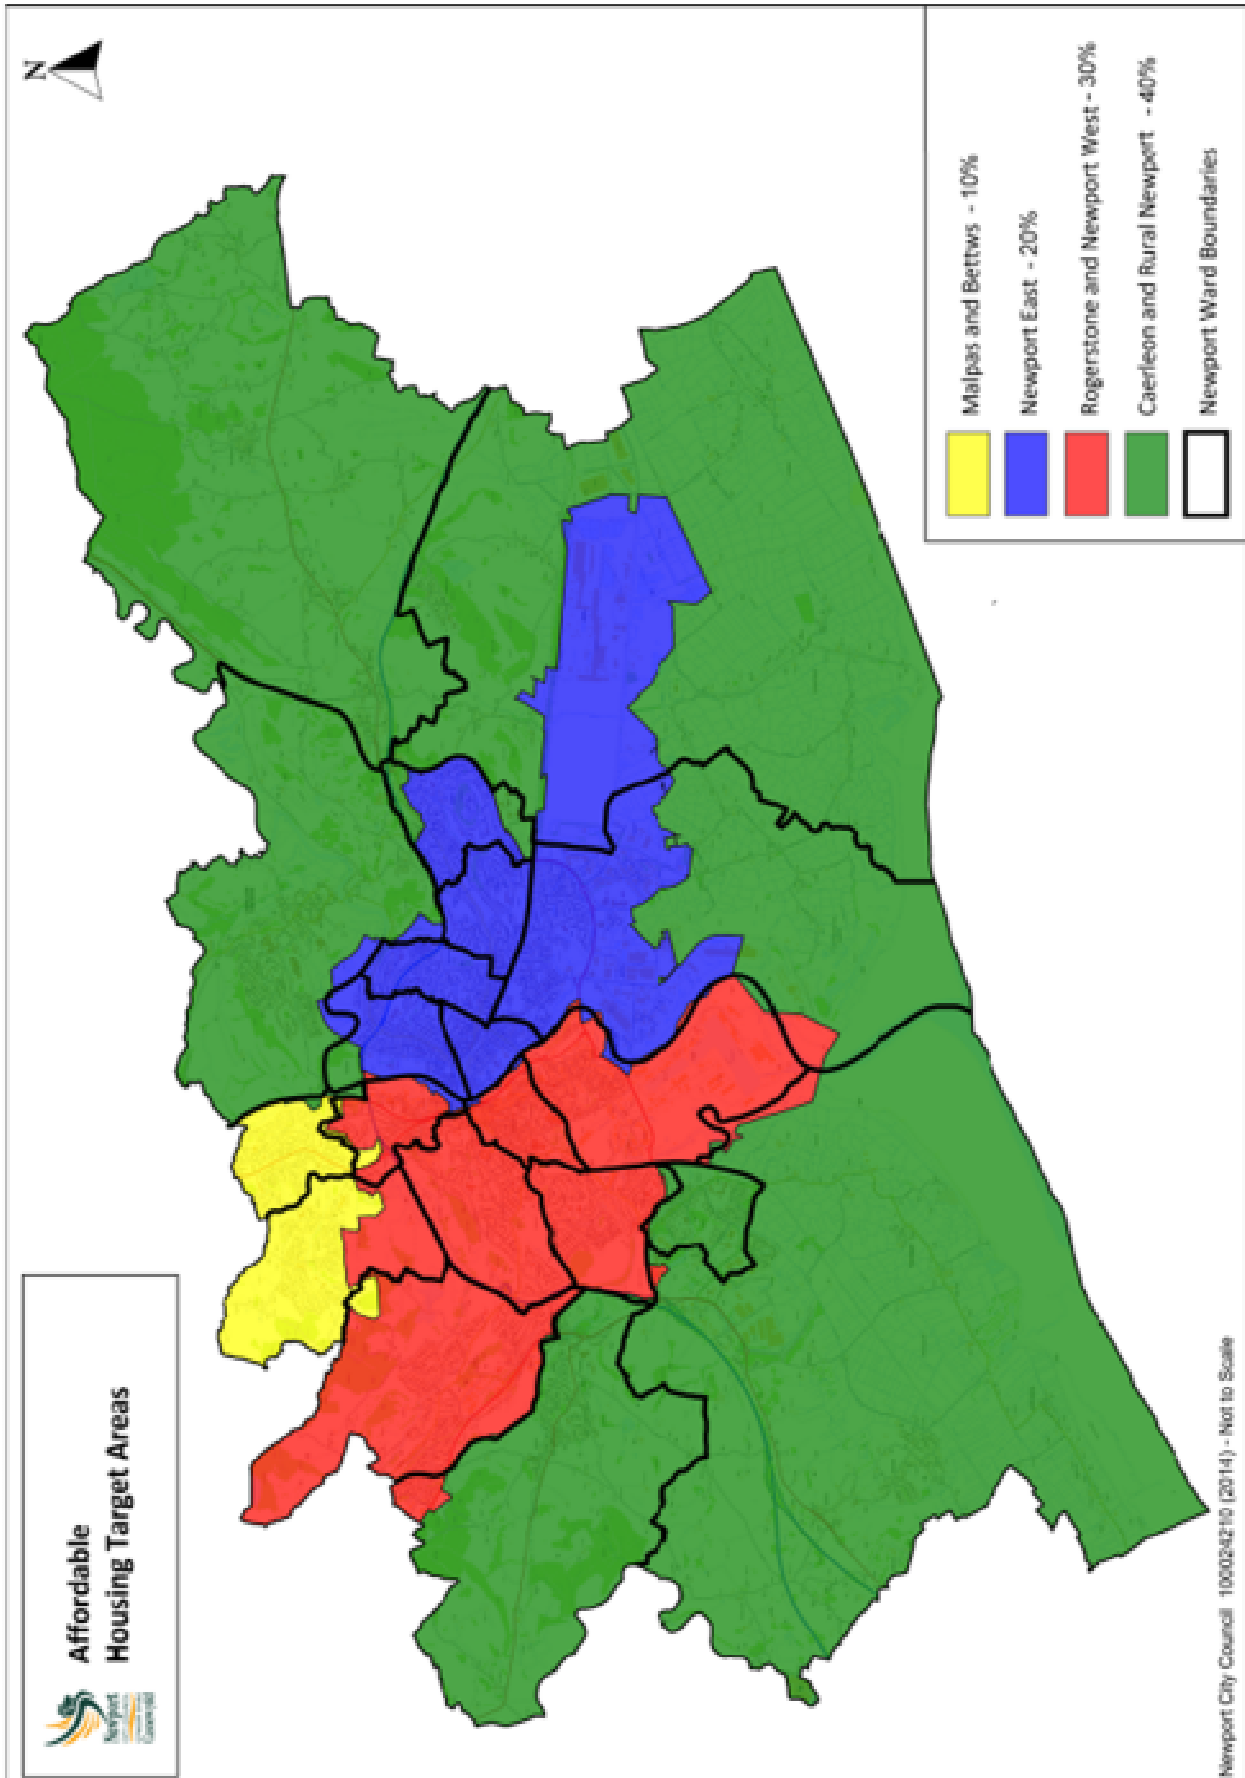 Affordable
Housing Target Areas
Newport
N
Malpas and Bettws - 10%
Newport East - 20%
Rogerstone and Newport West - 30%
Caerleon and Rural Newport - 40%
Newport Ward Boundaries
Newport City Council 100024210 (2014) - Not to Scale